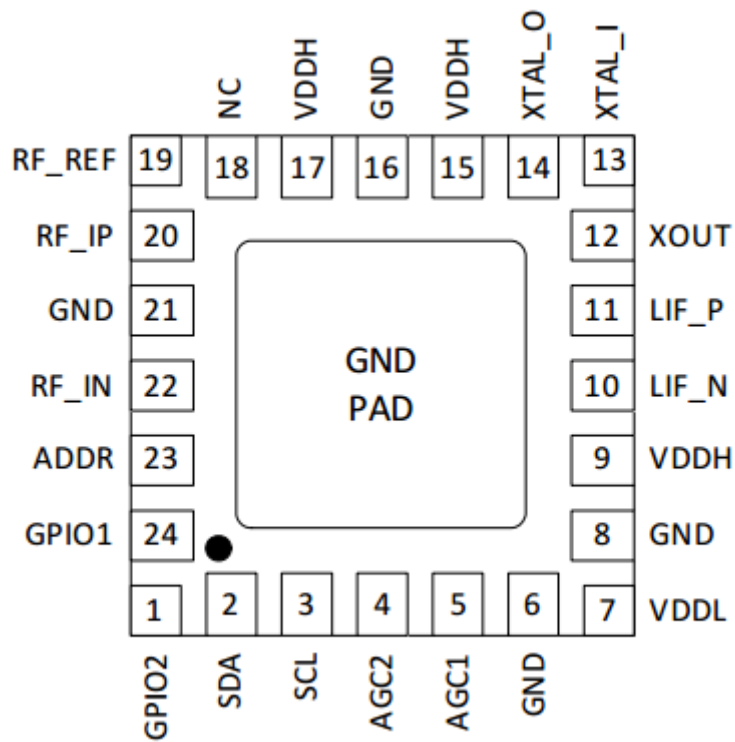 NC
VDDH
GND
VDDH
XTAL_O
XTAL_I
RF_REF 19 18 17 16 15 14 13
RF_IP 20 12 XOUT
GND 21 11 LIF_P
RF_IN 22 10 LIF_N
GND
PAD
ADDR 23 9 VDDH
GPIO1 24 8 GND
1 2 3 4 5 6 7 VDDL
GPIO2
SDA
SCL
AGC2
AGC1
GND